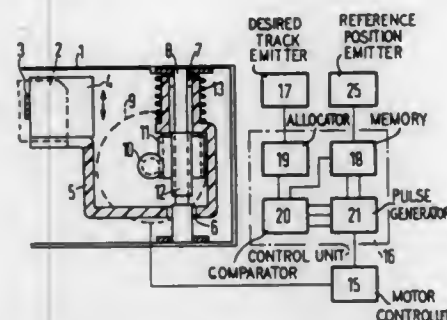 DESIRED
TRACK
EMITTER
REFERENCE
POSITION
EMITTER
3 2 1 8 7
4
9 13
17 25
ALLOCATOR MEMORY
11
10
19 18
5
12
20 21 PULSE
GENERATOR
6
CONTROL UNIT 16
COMPARATOR
15
MOTOR